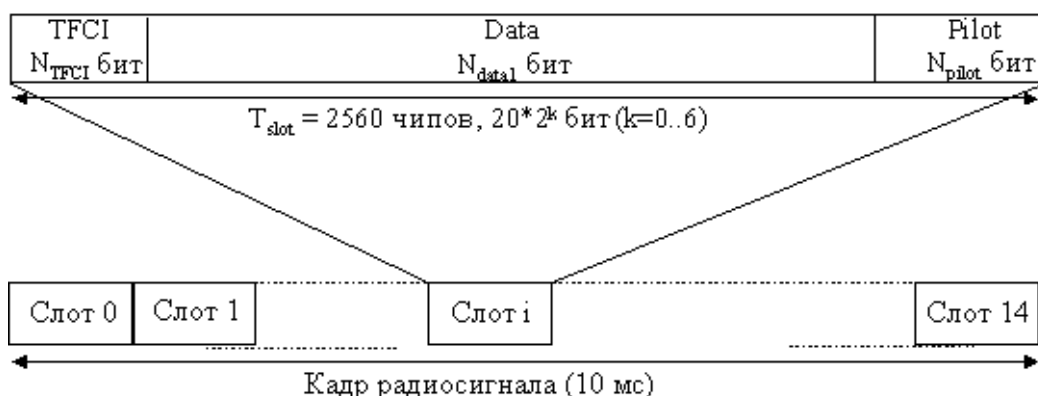 TFCI Data Pilot
N_TFCI бит N_data1 бит N_pilot бит
T_slot = 2560 чипов, 20*2^k бит (k=0..6)
Слот 0 Слот 1 Слот i Слот 14
Кадр радиосигнала (10 мс)